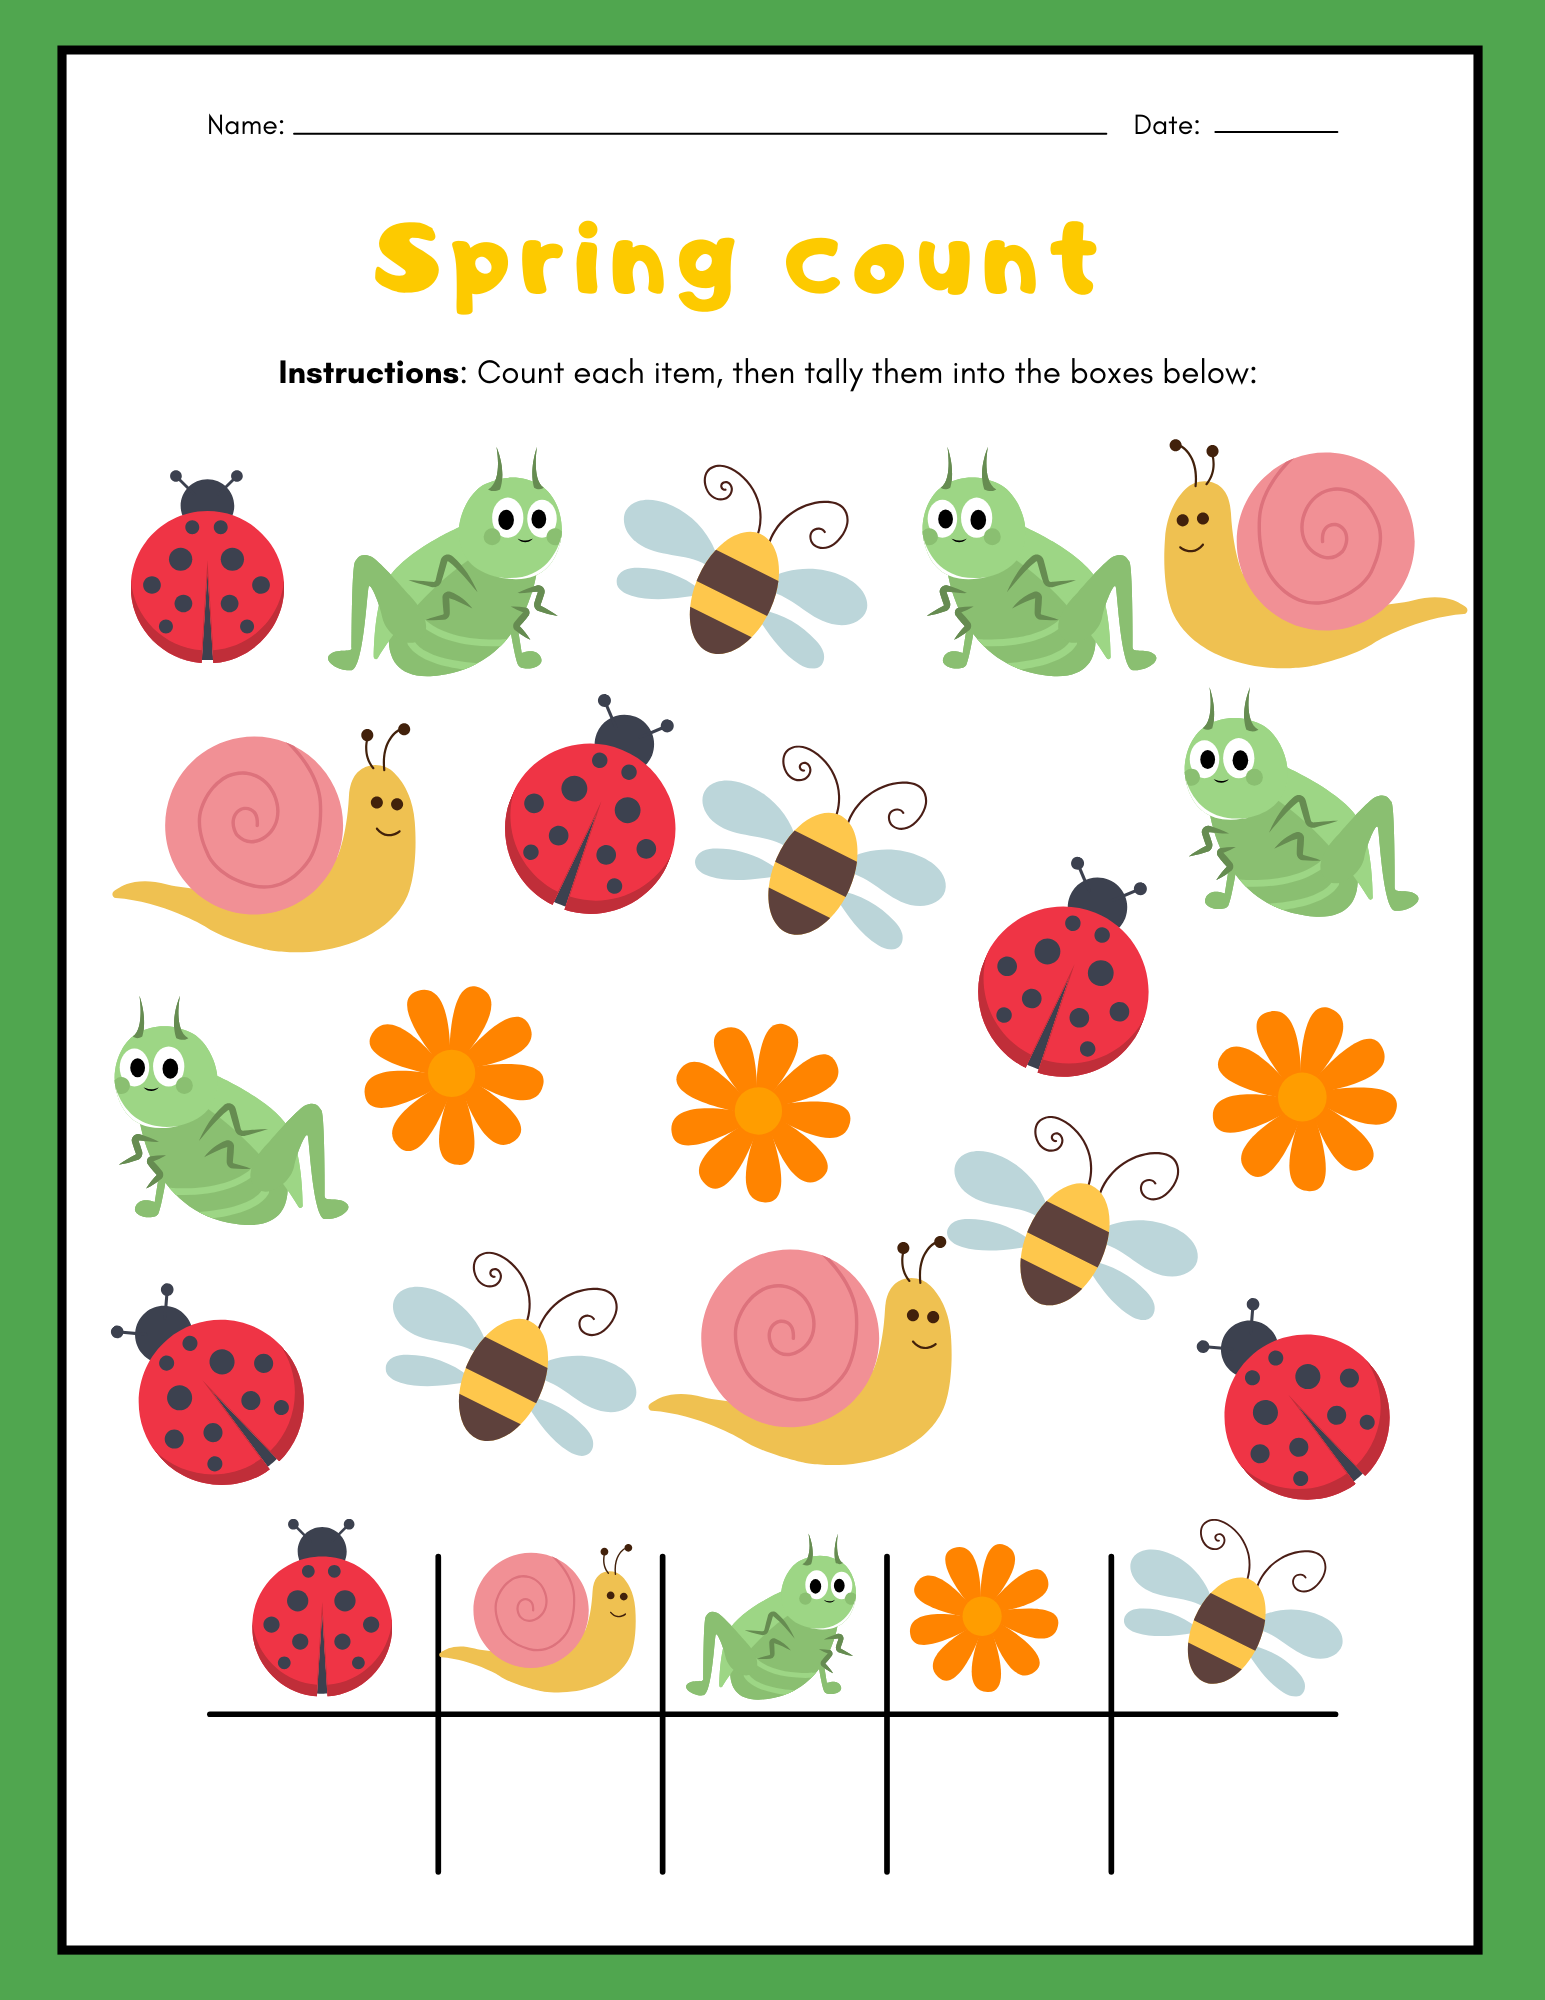 Name: Date:
Spring count
Instructions: Count each item, then tally them into the boxes below: